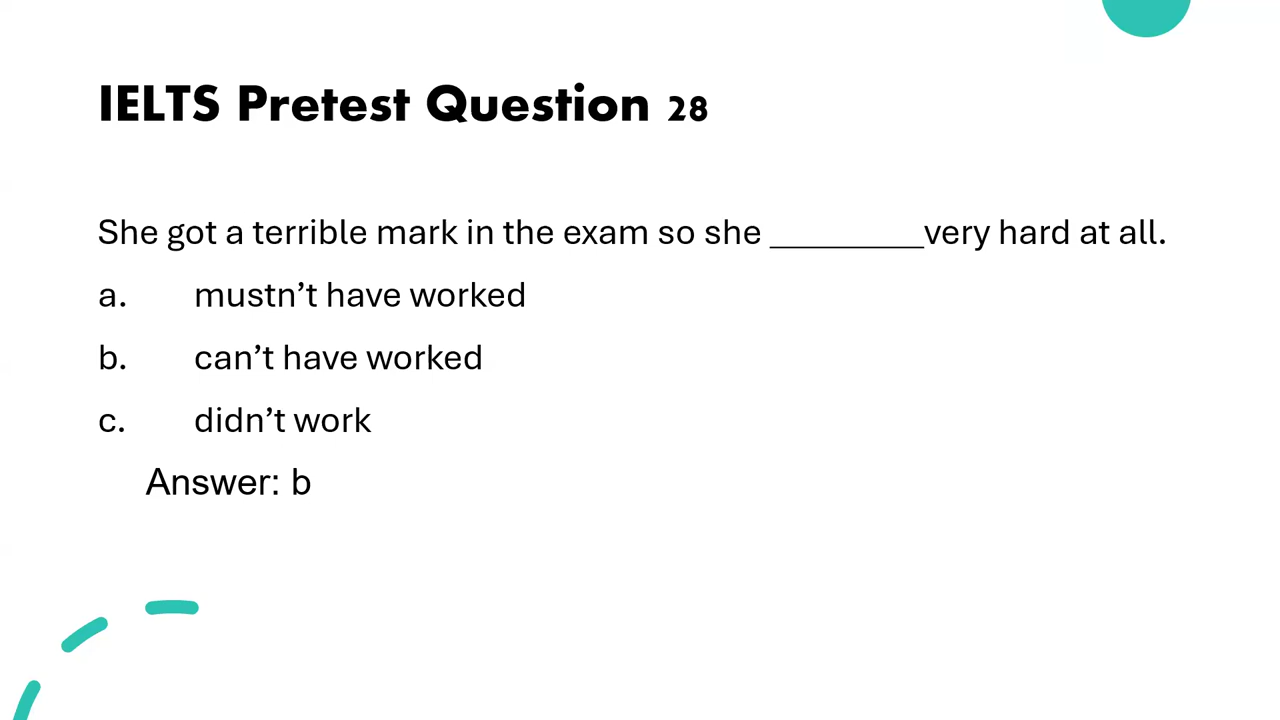 IELTS Pretest Question 28
She got a terrible mark in the exam so she _________very hard at all.
a. mustn’t have worked
b. can’t have worked
c. didn’t work
Answer: b